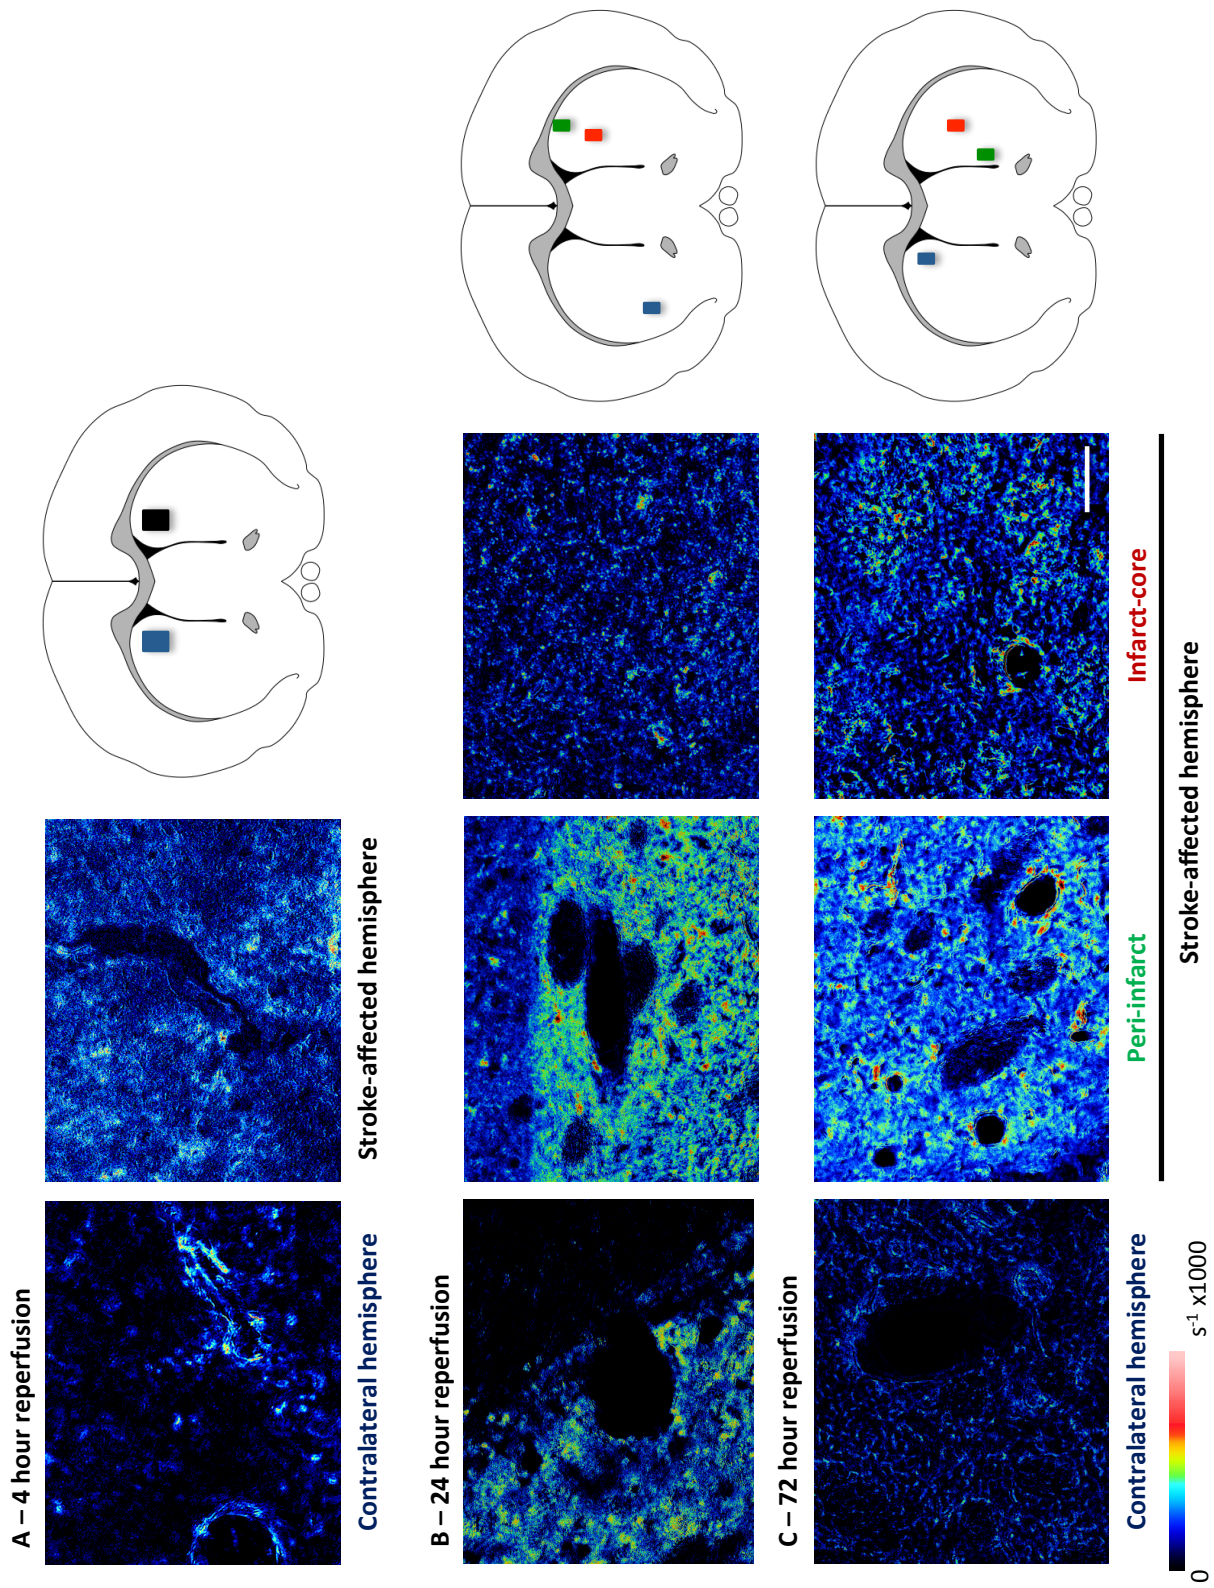 A – 4 hour reperfusion
Contralateral hemisphere
Stroke-affected hemisphere
B – 24 hour reperfusion
C – 72 hour reperfusion
Contralateral hemisphere
Peri-infarct
Infarct-core
Stroke-affected hemisphere
0
s⁻¹ x1000